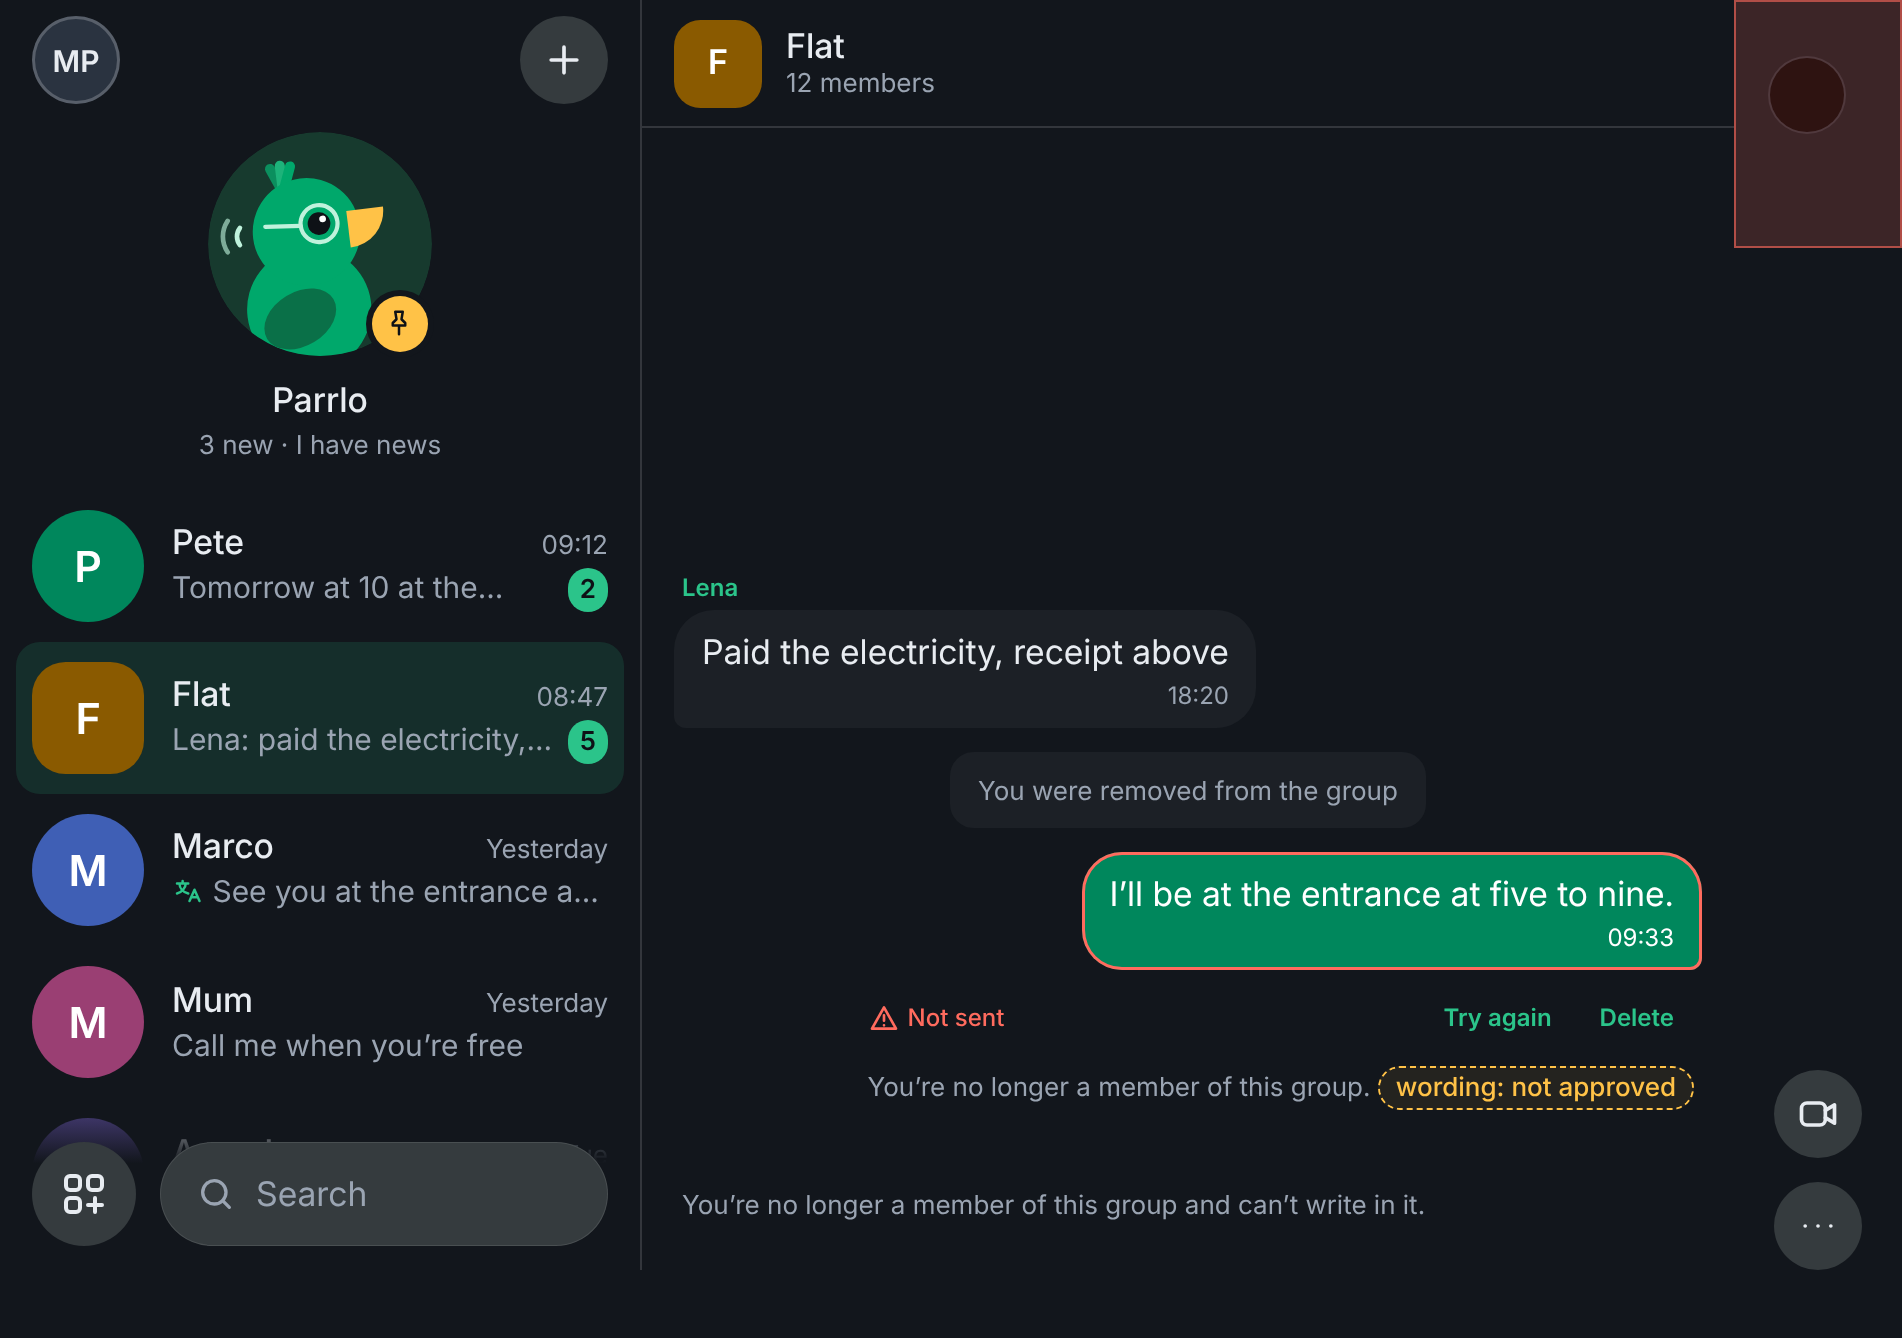 MP
Parrlo
3 new · I have news
P
Pete
09:12
Tomorrow at 10 at the...
2
F
Flat
08:47
Lena: paid the electricity,...
5
M
Marco
Yesterday
See you at the entrance a...
M
Mum
Yesterday
Call me when you’re free
Search
F
Flat
12 members
Lena
Paid the electricity, receipt above
18:20
You were removed from the group
I’ll be at the entrance at five to nine.
09:33
Not sent
Try again
Delete
You’re no longer a member of this group. wording: not approved
You’re no longer a member of this group and can’t write in it.